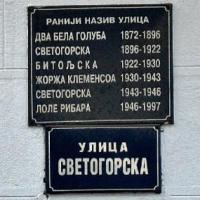 РАНИЈИ НАЗИВ УЛИЦА
ДВА БЕЛА ГОЛУБА 1872-1896
СВЕТОГОРСКА 1896-1922
БИТОЉСКА 1922-1930
ЖОРЖА КЛЕМЕНСОА 1930-1943
СВЕТОГОРСКА 1943-1946
ЛОЛЕ РИБАРА 1946-1997
УЛИЦА
СВЕТОГОРСКА